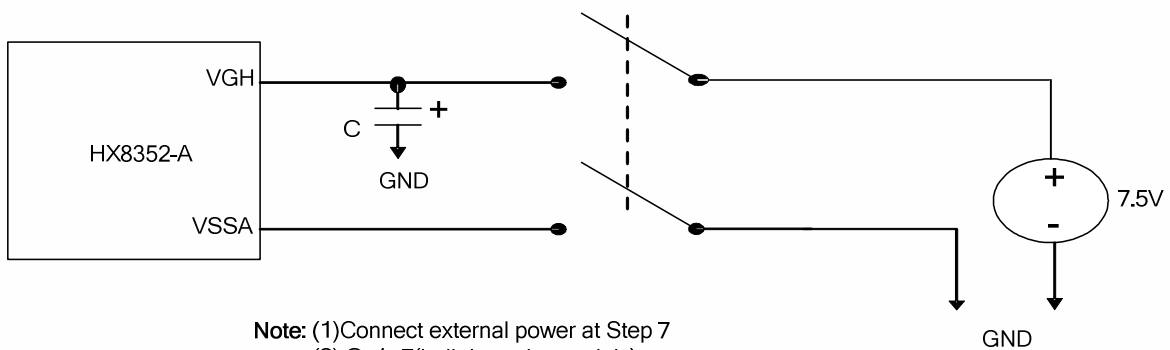 VGH
HX8352-A
VSSA
C
+
GND
+
-
7.5V
GND
Note: (1)Connect external power at Step 7